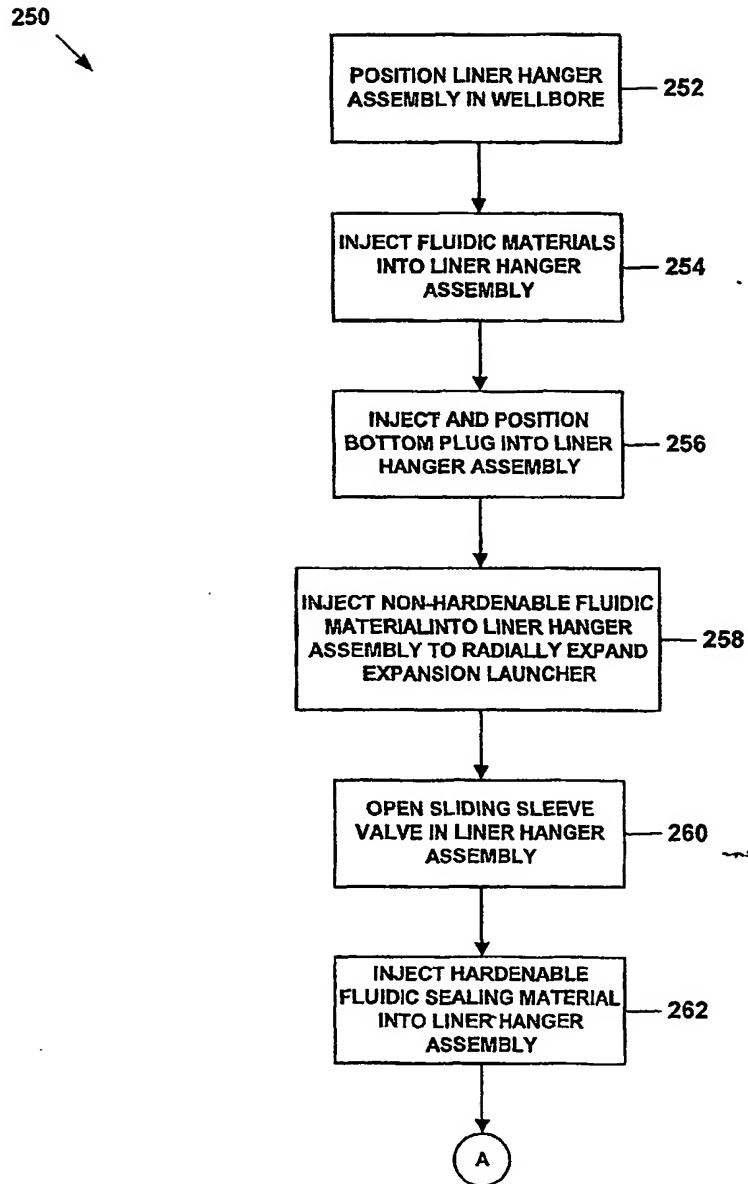 250
POSITION LINER HANGER
ASSEMBLY IN WELLBORE
252
INJECT FLUIDIC MATERIALS
INTO LINER HANGER
ASSEMBLY
254
INJECT AND POSITION
BOTTOM PLUG INTO LINER
HANGER ASSEMBLY
256
INJECT NON-HARDENABLE FLUIDIC
MATERIALINTO LINER HANGER
ASSEMBLY TO RADIALLY EXPAND
EXPANSION LAUNCHER
258
OPEN SLIDING SLEEVE
VALVE IN LINER HANGER
ASSEMBLY
260
INJECT HARDENABLE
FLUIDIC SEALING MATERIAL
INTO LINER HANGER
ASSEMBLY
262
A